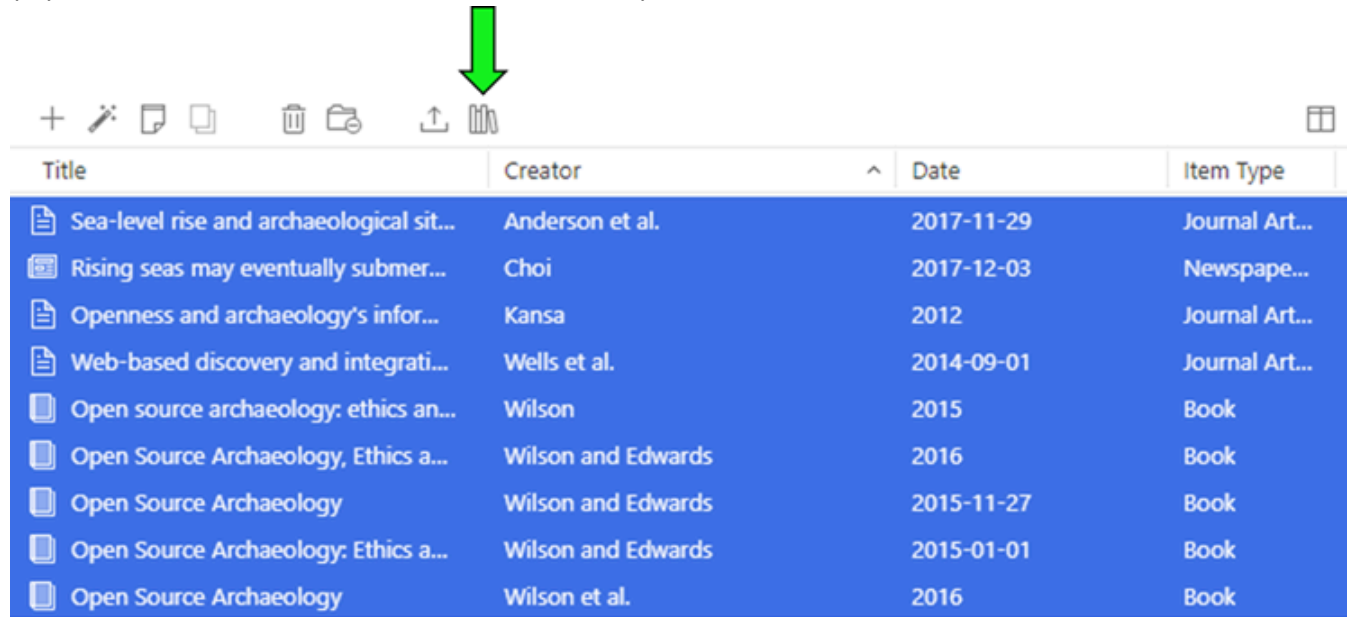 Title Creator Date Item Type
Sea-level rise and archaeological sit... Anderson et al. 2017-11-29 Journal Art...
Rising seas may eventually submer... Choi 2017-12-03 Newspape...
Openness and archaeology's infor... Kansa 2012 Journal Art...
Web-based discovery and integrati... Wells et al. 2014-09-01 Journal Art...
Open source archaeology: ethics an... Wilson 2015 Book
Open Source Archaeology, Ethics a... Wilson and Edwards 2016 Book
Open Source Archaeology Wilson and Edwards 2015-11-27 Book
Open Source Archaeology: Ethics a... Wilson and Edwards 2015-01-01 Book
Open Source Archaeology Wilson et al. 2016 Book